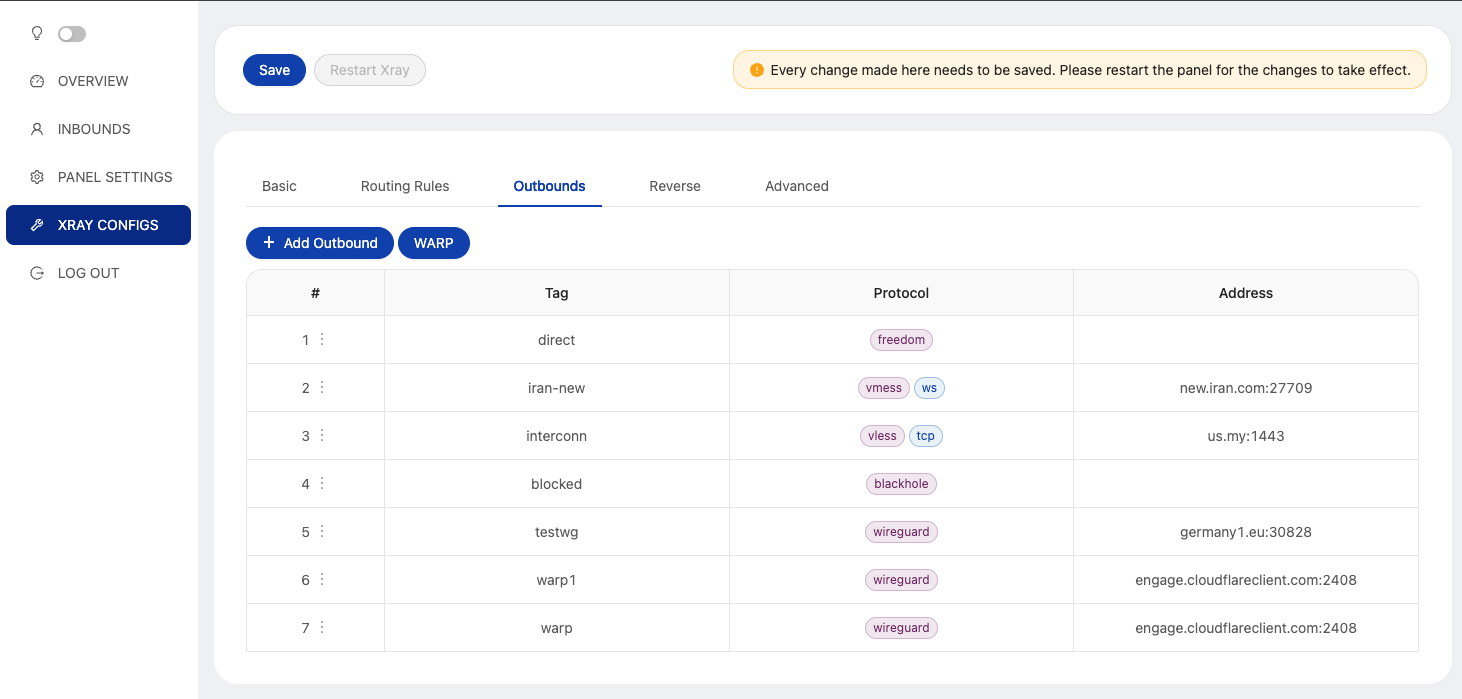 OVERVIEW
INBOUNDS
PANEL SETTINGS
XRAY CONFIGS
LOG OUT
Save Restart Xray
Every change made here needs to be saved. Please restart the panel for the changes to take effect.
Basic Routing Rules Outbounds Reverse Advanced
+ Add Outbound WARP
# Tag Protocol Address
1 direct freedom
2 iran-new vmess ws new.iran.com:27709
3 interconn vless tcp us.my:1443
4 blocked blackhole
5 testwg wireguard germany1.eu:30828
6 warp1 wireguard engage.cloudflareclient.com:2408
7 warp wireguard engage.cloudflareclient.com:2408